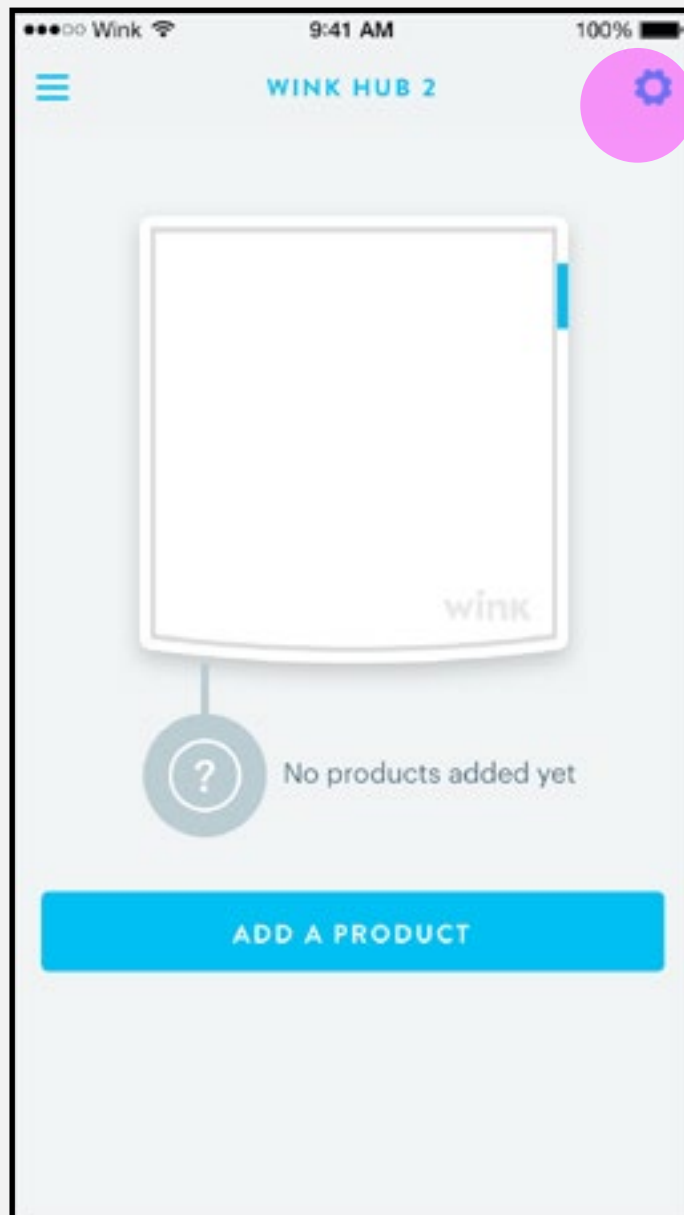 Wink 9:41 AM 100%
WINK HUB 2
wink
? No products added yet
ADD A PRODUCT